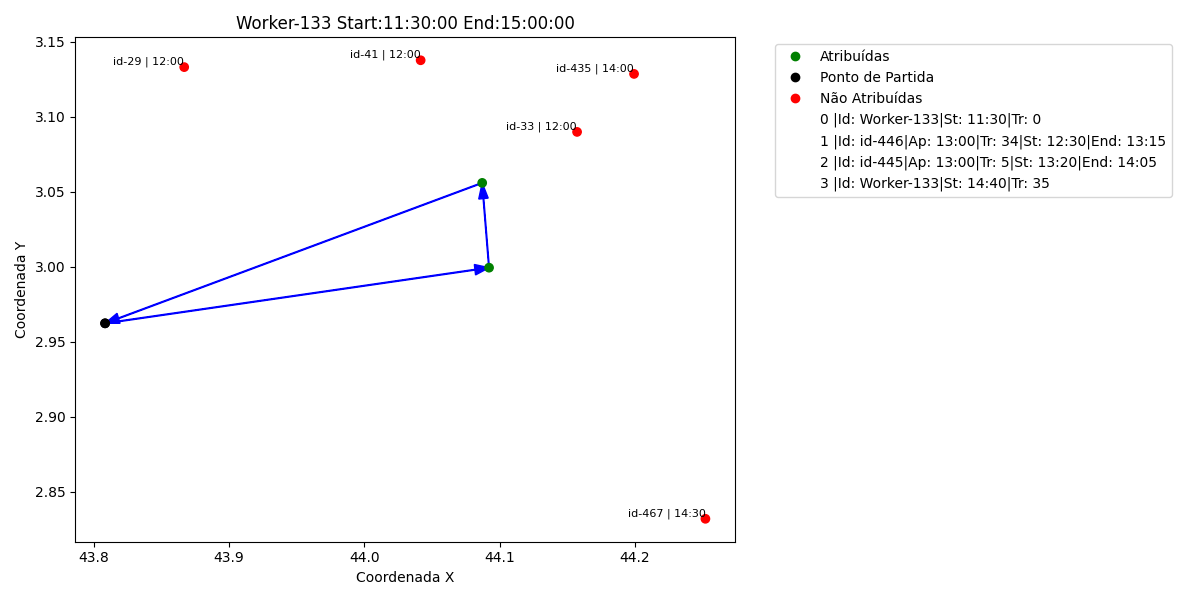 Worker-133 Start:11:30:00 End:15:00:00
3.15
3.10
3.05
3.00
2.95
2.90
2.85
Coordenada Y
43.8
43.9
44.0
44.1
44.2
Coordenada X
id-29 | 12:00
id-41 | 12:00
id-435 | 14:00
id-33 | 12:00
id-467 | 14:30
Atribuídas
Ponto de Partida
Não Atribuídas
0 |Id: Worker-133|St: 11:30|Tr: 0
1 |Id: id-446|Ap: 13:00|Tr: 34|St: 12:30|End: 13:15
2 |Id: id-445|Ap: 13:00|Tr: 5|St: 13:20|End: 14:05
3 |Id: Worker-133|St: 14:40|Tr: 35